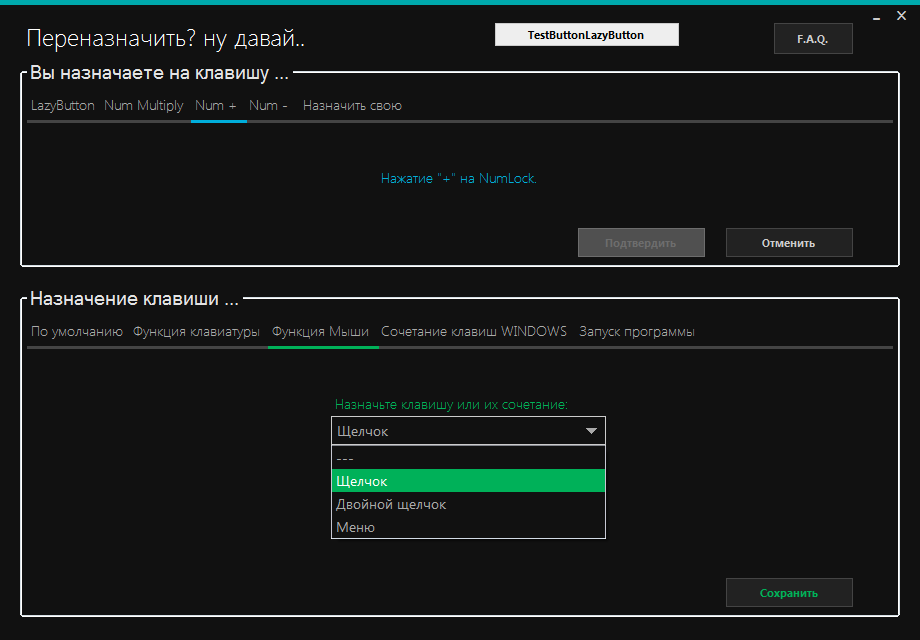 Переназначить? ну давай..
TestButtonLazyButton
F.A.Q.
Вы назначаете на клавишу ...
LazyButton Num Multiply Num + Num - Назначить свою
Нажатие "+" на NumLock.
Подтвердить Отменить
Назначение клавиши ...
По умолчанию Функция клавиатуры Функция Мыши Сочетание клавиш WINDOWS Запуск программы
Назначьте клавишу или их сочетание:
Щелчок
---
Щелчок
Двойной щелчок
Меню
Сохранить